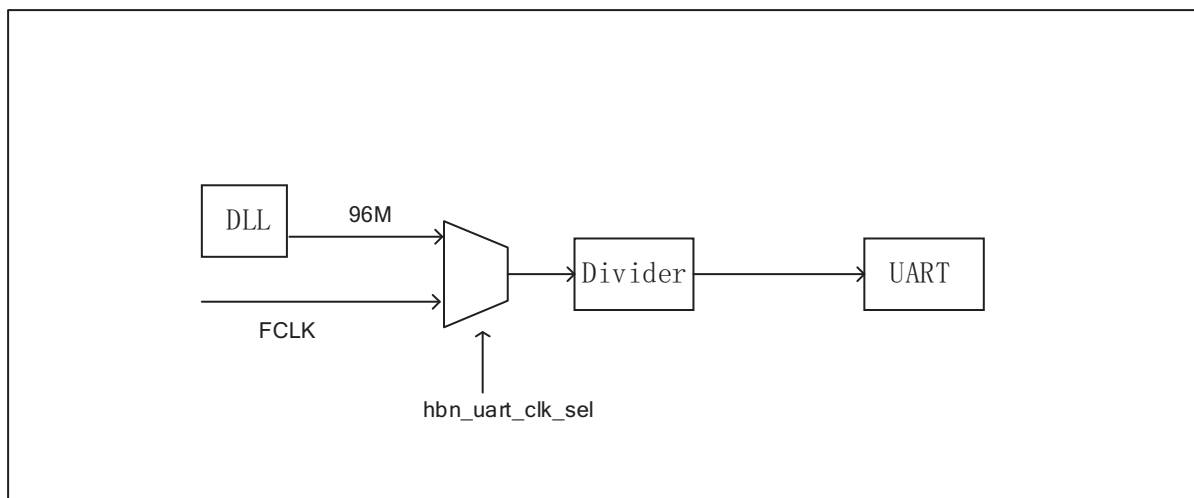 DLL
96M
Divider
UART
FCLK
hbn_uart_clk_sel